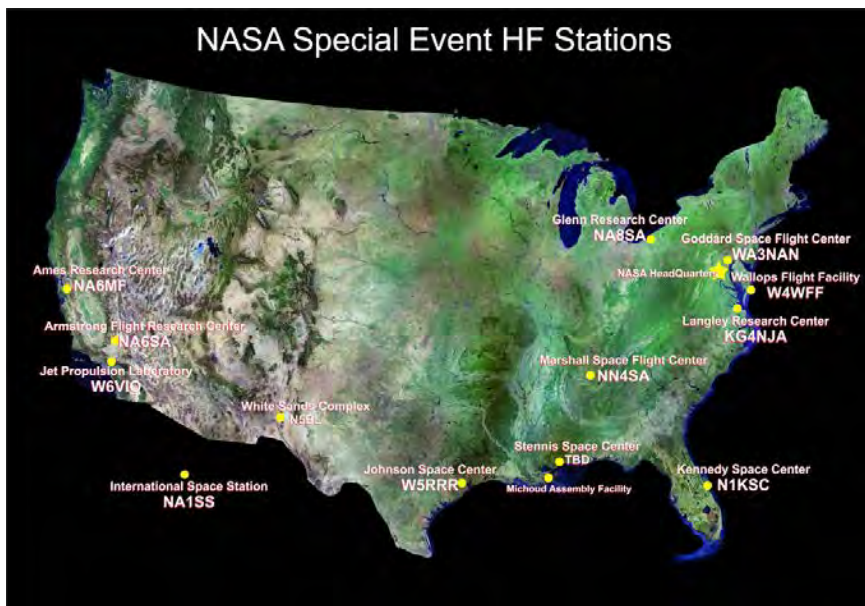 NASA Special Event HF Stations
Glenn Research Center
NA8SA
Goddard Space Flight Center
WA3NAN
NASA HeadQuarter
Wallops Flight Facility
W4WFF
Ames Research Center
NA6MF
Langley Research Center
KG4NJA
Armstrong Flight Research Center
NA6SA
Jet Propulsion Laboratory
W6VIO
Marshall Space Flight Center
NN4SA
White Sands Complex
N5BL
Stennis Space Center
TBD
Johnson Space Center
W5RRR
Michoud Assembly Facility
Kennedy Space Center
N1KSC
International Space Station
NA1SS